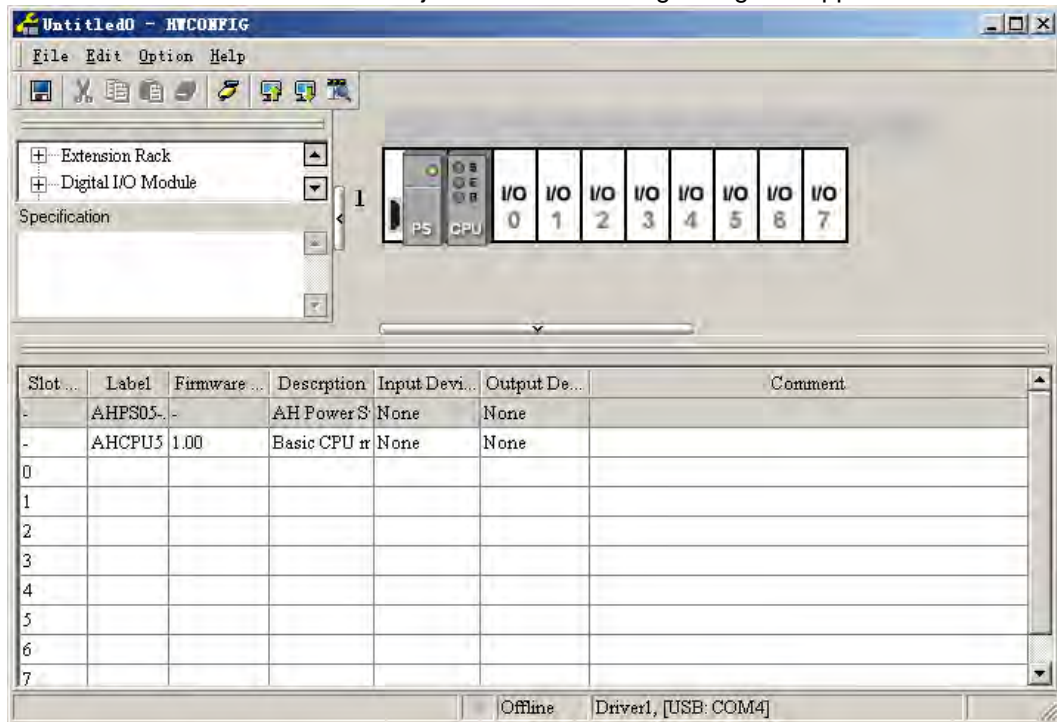 Untitled0 - HWCONFIG
File Edit Option Help
Extension Rack
Digital I/O Module
Specification
1
PS CPU I/O 0 I/O 1 I/O 2 I/O 3 I/O 4 I/O 5 I/O 6 I/O 7
Slot ... Label Firmware ... Descrption Input Devi... Output De... Comment
- AHPS05-. - AH Power S None None
- AHCPU5 1.00 Basic CPU m None None
0
1
2
3
4
5
6
7
Offline Driver1, [USB: COM4]